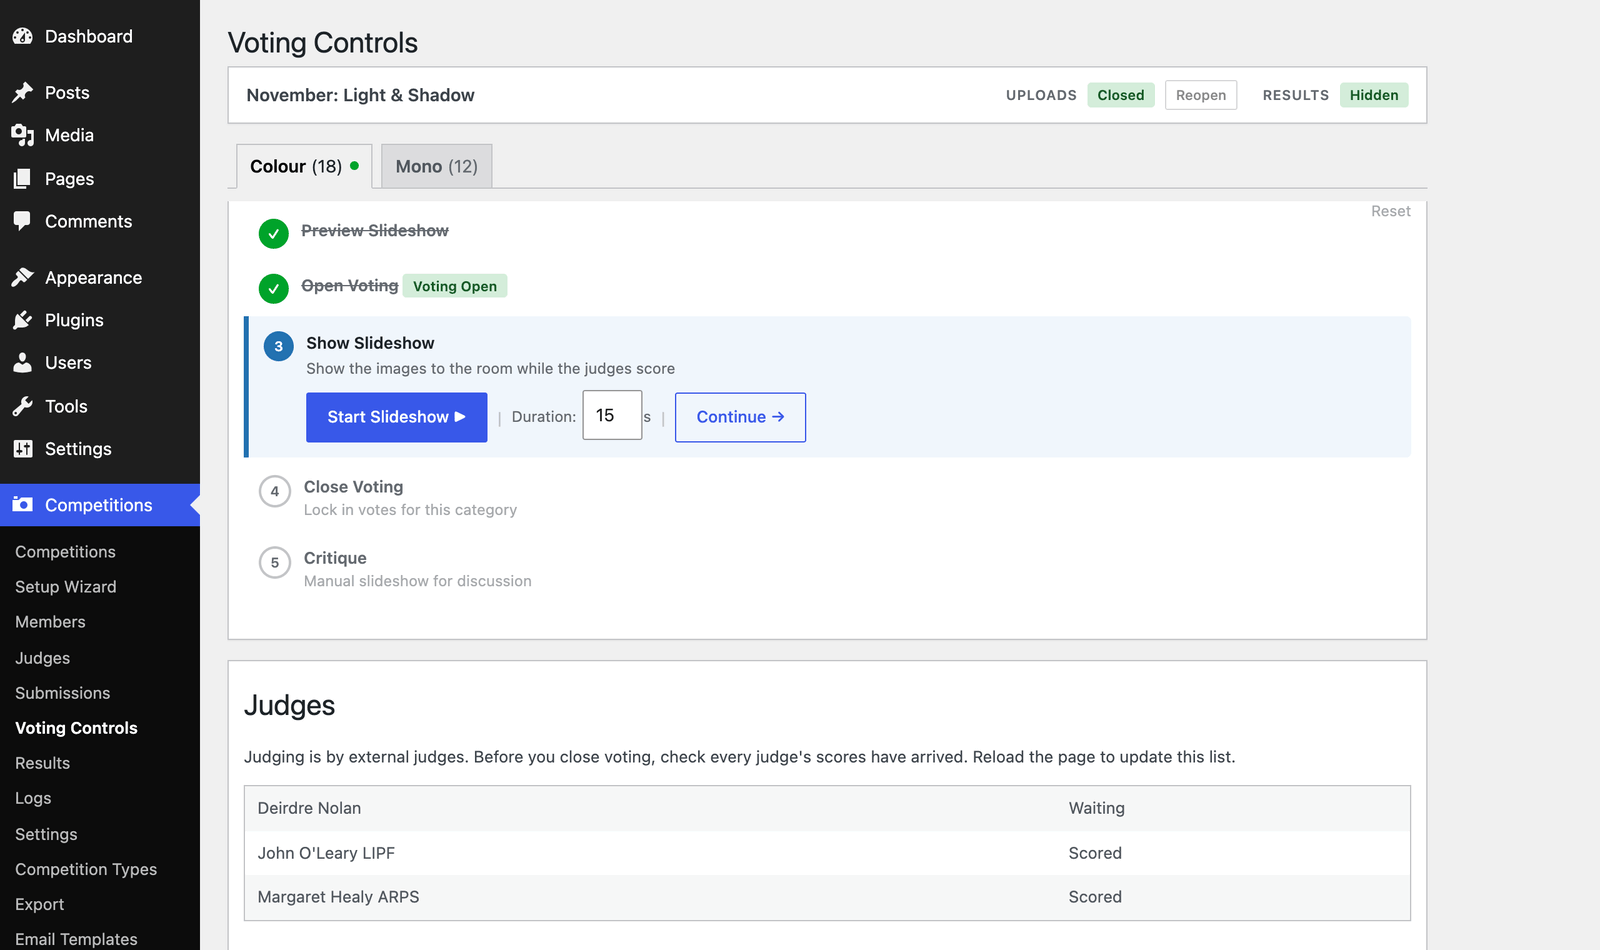 Dashboard
Posts
Media
Pages
Comments
Appearance
Plugins
Users
Tools
Settings
Competitions
Competitions
Setup Wizard
Members
Judges
Submissions
Voting Controls
Results
Logs
Settings
Competition Types
Export
Email Templates
Voting Controls
November: Light & Shadow
UPLOADS Closed Reopen RESULTS Hidden
Colour (18) Mono (12)
Reset
Preview Slideshow
Open Voting Voting Open
3 Show Slideshow
Show the images to the room while the judges score
Start Slideshow ▶ | Duration: 15 s | Continue →
4 Close Voting
Lock in votes for this category
5 Critique
Manual slideshow for discussion
Judges
Judging is by external judges. Before you close voting, check every judge's scores have arrived. Reload the page to update this list.
Deirdre Nolan Waiting
John O'Leary LIPF Scored
Margaret Healy ARPS Scored